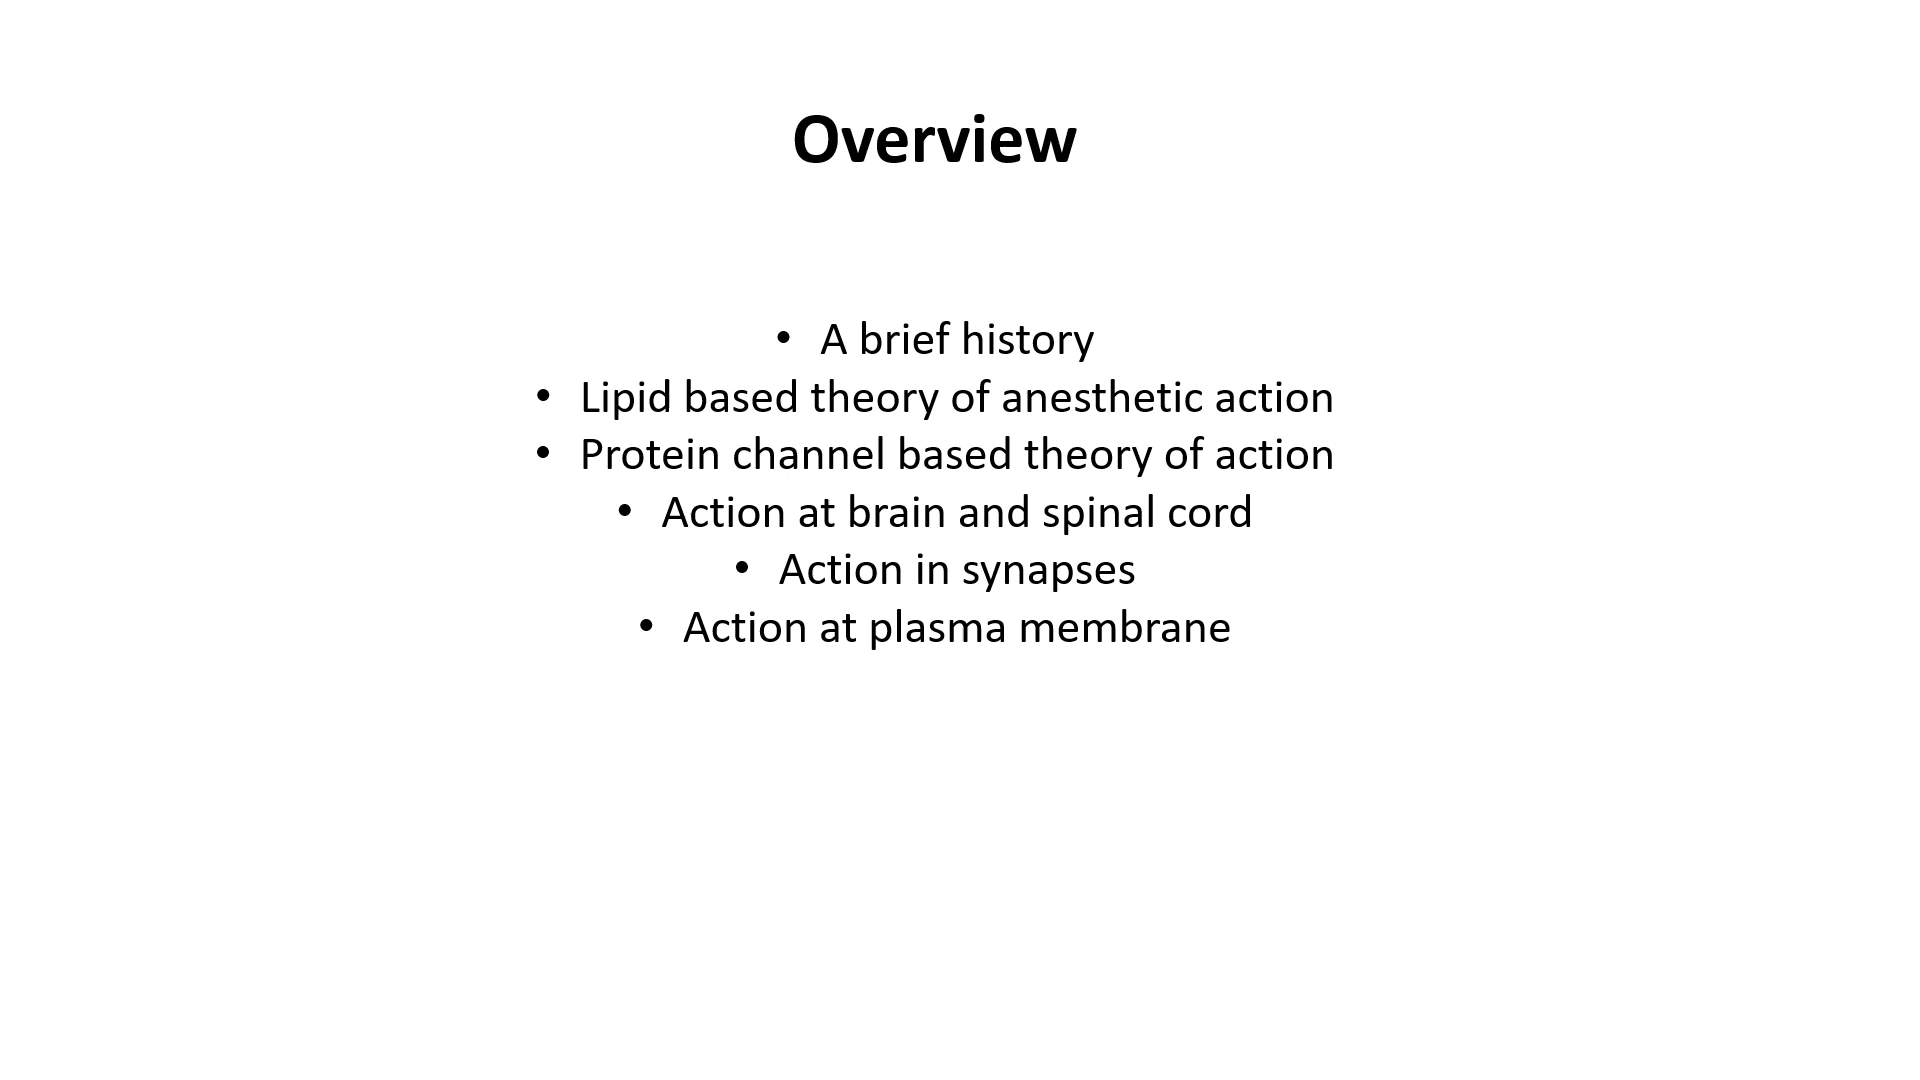 Overview
• A brief history
• Lipid based theory of anesthetic action
• Protein channel based theory of action
• Action at brain and spinal cord
• Action in synapses
• Action at plasma membrane